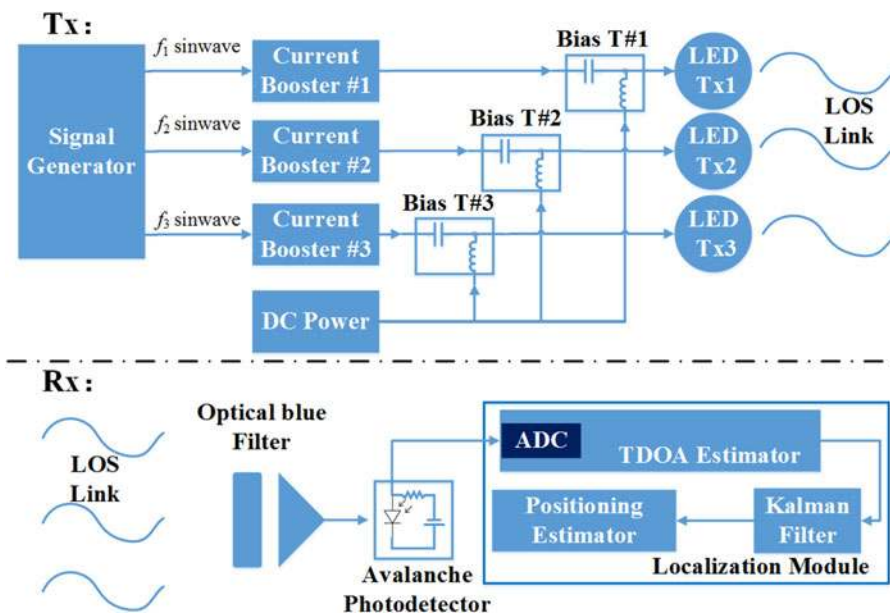 Tx：
f1 sinwave
Current
Booster #1
Bias T#1
LED
Tx1
Signal
Generator
f2 sinwave
Current
Booster #2
Bias T#2
LED
Tx2
LOS
Link
f3 sinwave
Current
Booster #3
Bias T#3
LED
Tx3
DC Power
Rx：
LOS
Link
Optical blue
Filter
Avalanche
Photodetector
ADC
TDOA Estimator
Positioning
Estimator
Kalman
Filter
Localization Module